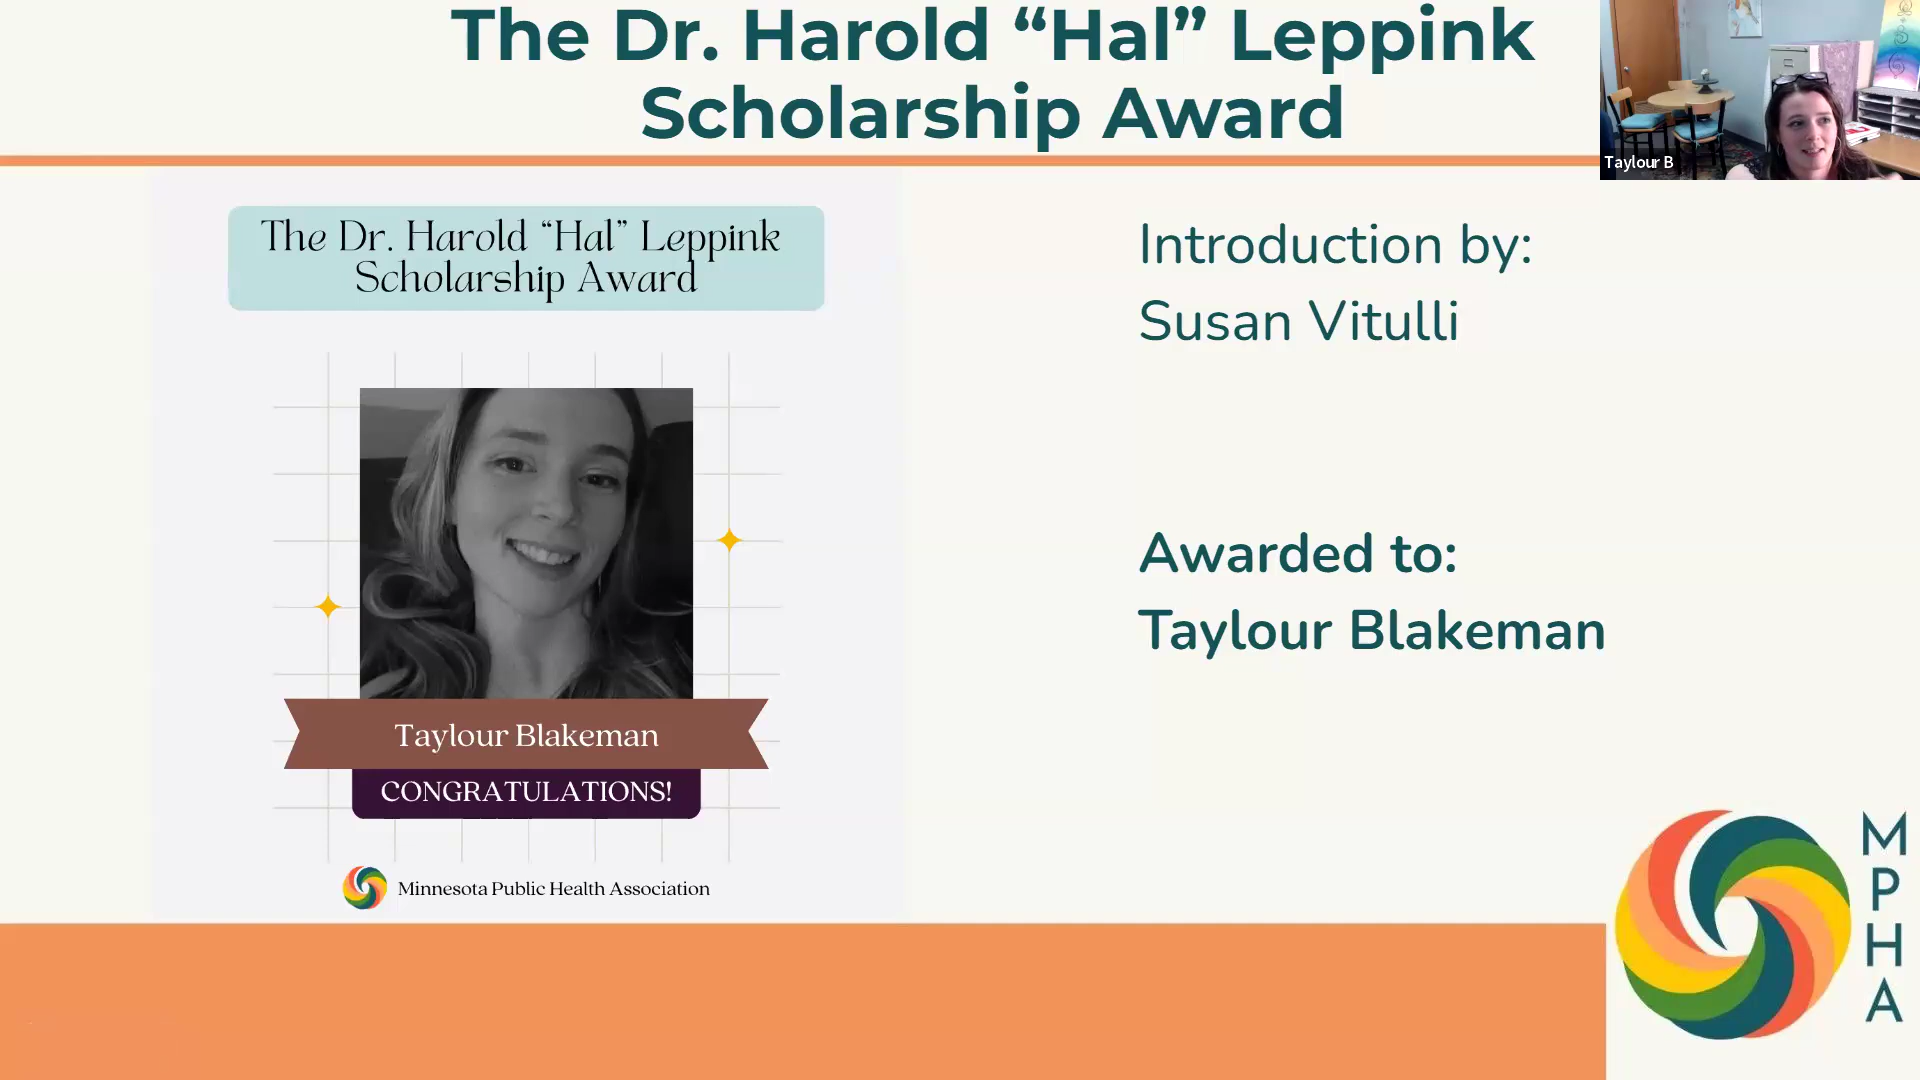 The Dr. Harold “Hal” Leppink
Scholarship Award
Taylour B
The Dr. Harold “Hal” Leppink
Scholarship Award
Taylour Blakeman
CONGRATULATIONS!
Minnesota Public Health Association
Introduction by:
Susan Vitulli
Awarded to:
Taylour Blakeman
M
P
H
A